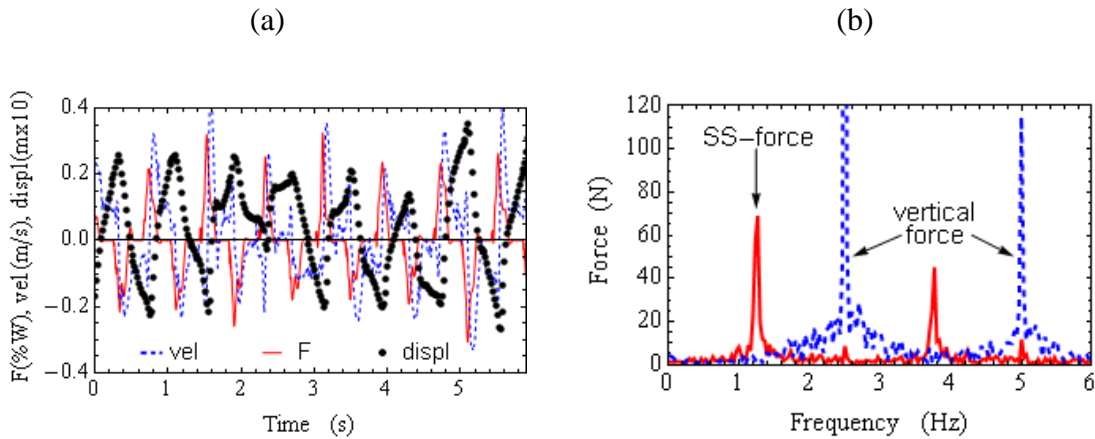 (a)
F(%W), vel(m/s), displ(mx10)
0.4
0.2
0.0
−0.2
−0.4
vel
F
displ
0 1 2 3 4 5
Time (s)
(b)
Force (N)
120
100
80
60
40
20
0
SS−force
vertical
force
0 1 2 3 4 5 6
Frequency (Hz)